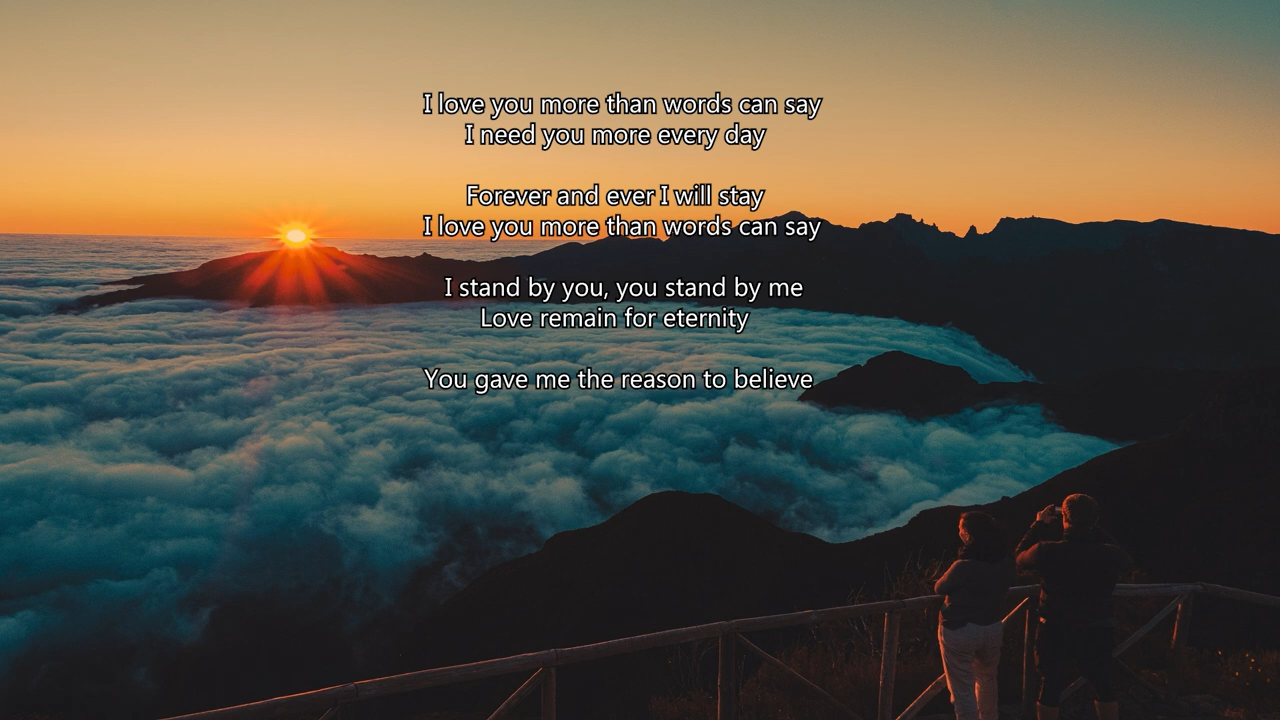 I love you more than words can say
I need you more every day
Forever and ever I will stay
I love you more than words can say
I stand by you, you stand by me
Love remain for eternity
You gave me the reason to believe